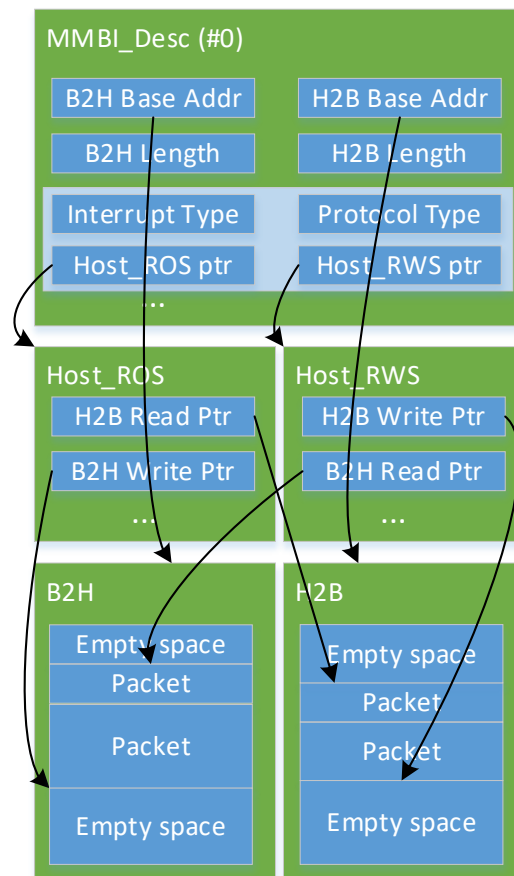 MMBI_Desc (#0)
B2H Base Addr
H2B Base Addr
B2H Length
H2B Length
Interrupt Type
Protocol Type
Host_ROS ptr
Host_RWS ptr
...
Host_ROS
H2B Read Ptr
B2H Write Ptr
...
Host_RWS
H2B Write Ptr
B2H Read Ptr
...
B2H
Empty space
Packet
Packet
Empty space
H2B
Empty space
Packet
Packet
Empty space